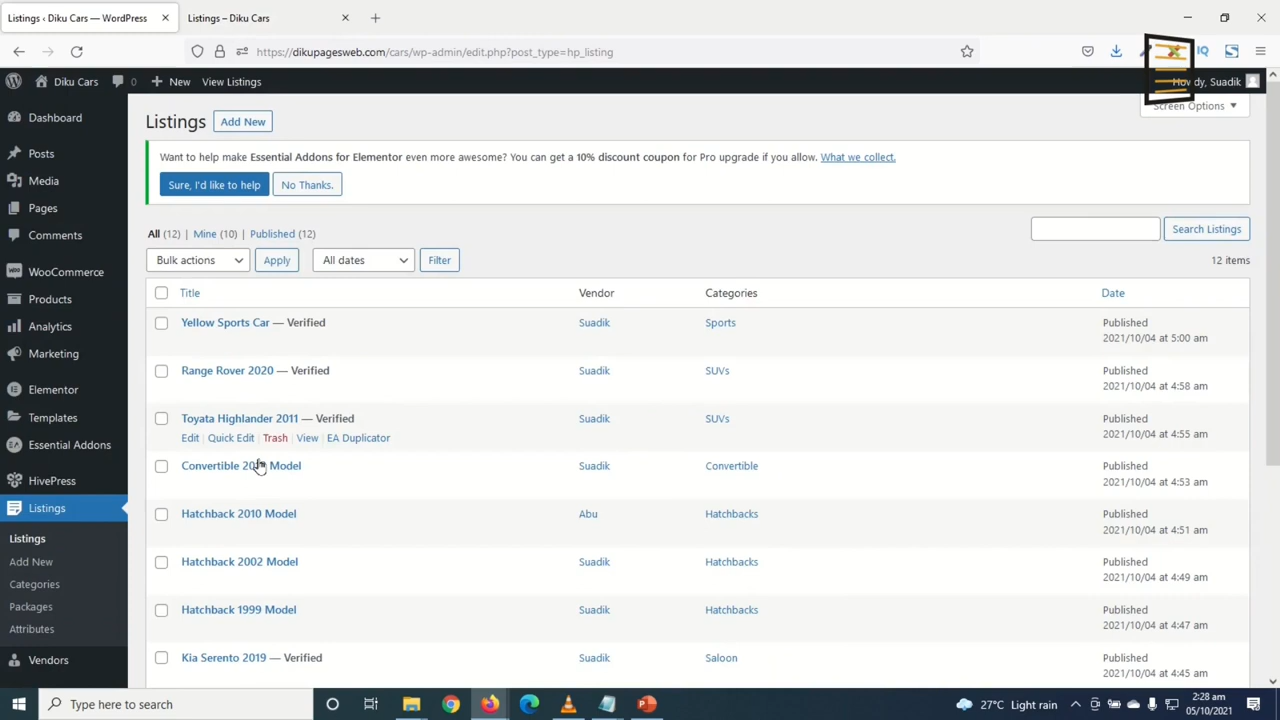 Listings ‹ Diku Cars — WordPress
Listings – Diku Cars
https://dikupagesweb.com/cars/wp-admin/edit.php?post_type=hp_listing
Diku Cars 0 New View Listings
Suadik
Screen Options
Dashboard
Posts
Media
Pages
Comments
WooCommerce
Products
Analytics
Marketing
Elementor
Templates
Essential Addons
HivePress
Listings
Listings
Add New
Categories
Packages
Attributes
Vendors
Listings Add New
Want to help make Essential Addons for Elementor even more awesome? You can get a 10% discount coupon for Pro upgrade if you allow. What we collect.
Sure, I'd like to help No Thanks.
All (12) | Mine (10) | Published (12)
Search Listings
Bulk actions Apply All dates Filter
12 items
Title Vendor Categories Date
Yellow Sports Car — Verified Suadik Sports Published
2021/10/04 at 5:00 am
Range Rover 2020 — Verified Suadik SUVs Published
2021/10/04 at 4:58 am
Toyata Highlander 2011 — Verified Suadik SUVs Published
Edit | Quick Edit | Trash | View | EA Duplicator 2021/10/04 at 4:55 am
Convertible Model Suadik Convertible Published
2021/10/04 at 4:53 am
Hatchback 2010 Model Abu Hatchbacks Published
2021/10/04 at 4:51 am
Hatchback 2002 Model Suadik Hatchbacks Published
2021/10/04 at 4:49 am
Hatchback 1999 Model Suadik Hatchbacks Published
2021/10/04 at 4:47 am
Kia Serento 2019 — Verified Suadik Saloon Published
2021/10/04 at 4:45 am
Type here to search
27°C Light rain
2:28 am
05/10/2021